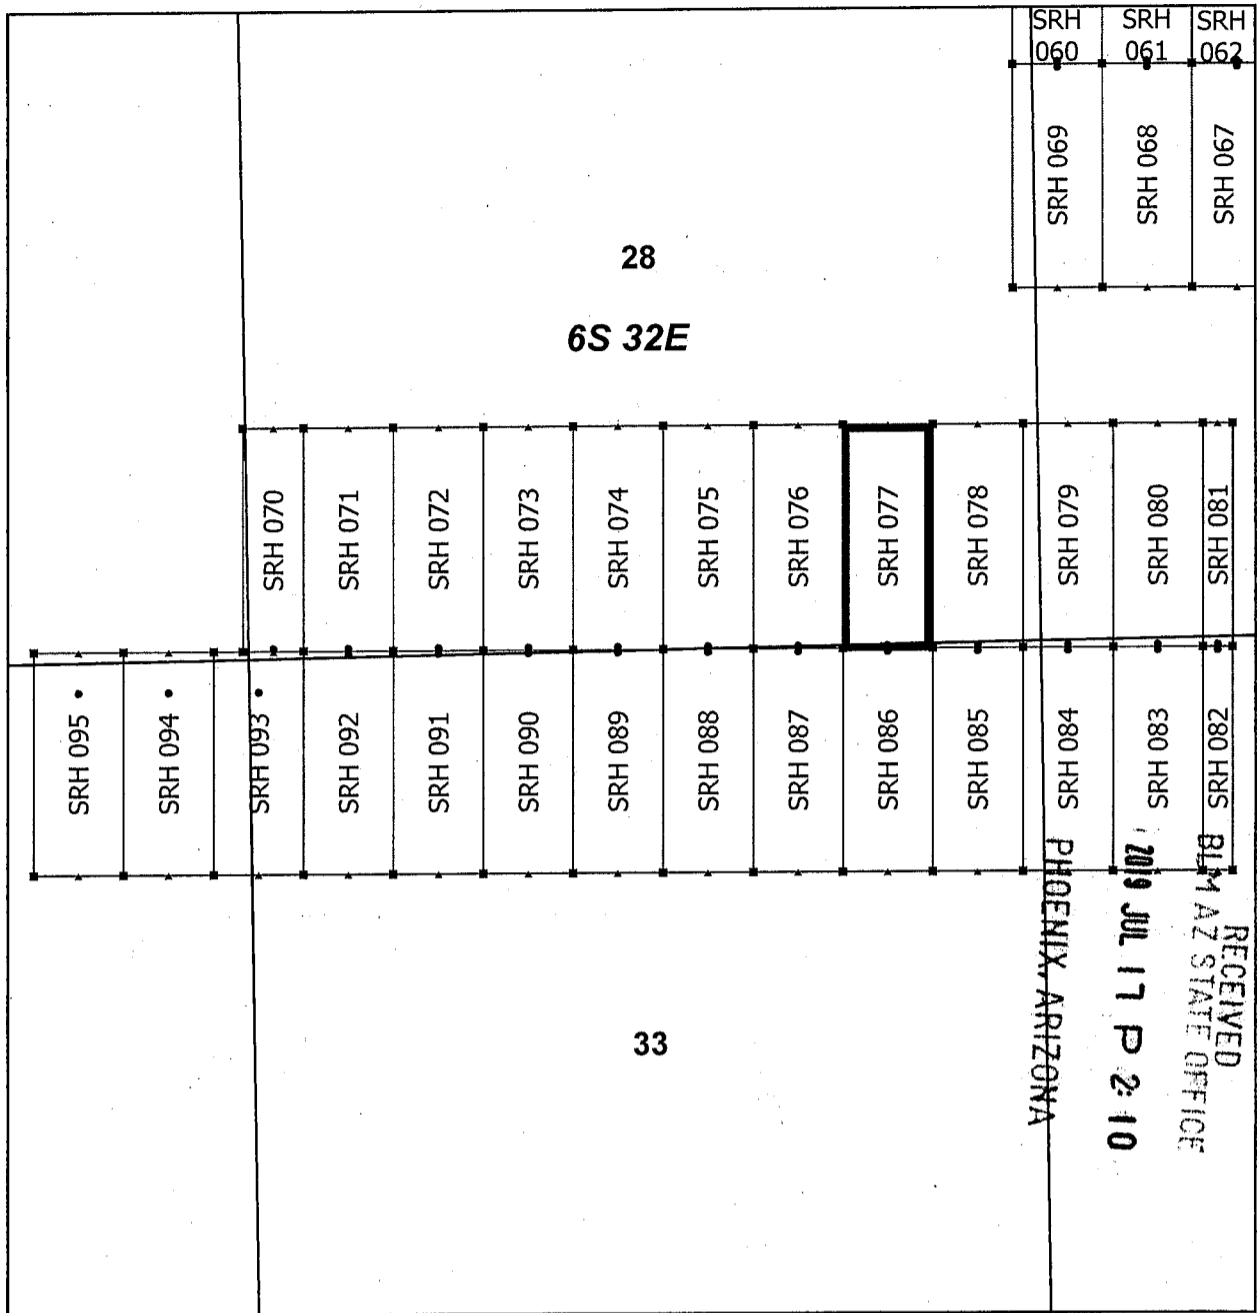 SRH 060
SRH 061
SRH 062
SRH 069
SRH 068
SRH 067
28
6S 32E
SRH 070
SRH 071
SRH 072
SRH 073
SRH 074
SRH 075
SRH 076
SRH 077
SRH 078
SRH 079
SRH 080
SRH 081
SRH 095
SRH 094
SRH 093
SRH 092
SRH 091
SRH 090
SRH 089
SRH 088
SRH 087
SRH 086
SRH 085
SRH 084
SRH 083
SRH 082
33
RECEIVED
BLM AZ STATE OFFICE
2019 JUL 17 P 2:10
PHOENIX, ARIZONA